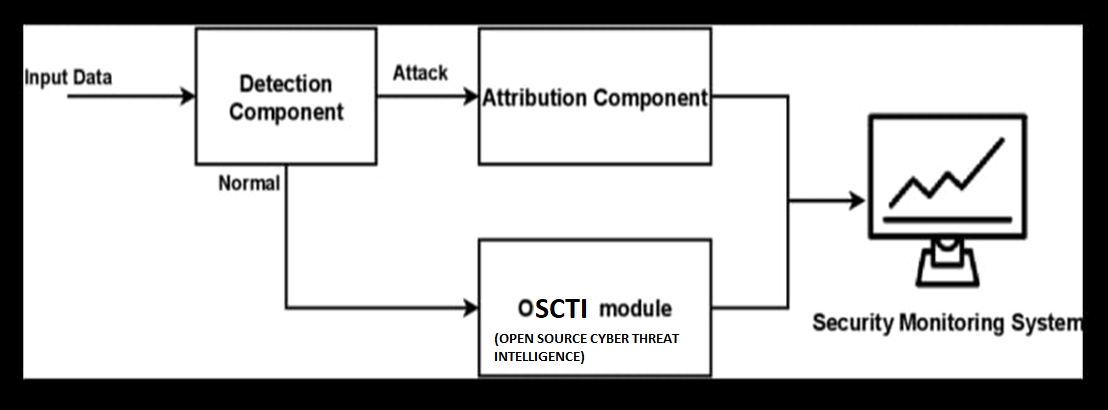 Input Data
Detection
Component
Attack
Attribution Component
Normal
OSCTI module
(OPEN SOURCE CYBER THREAT
INTELLIGENCE)
Security Monitoring System